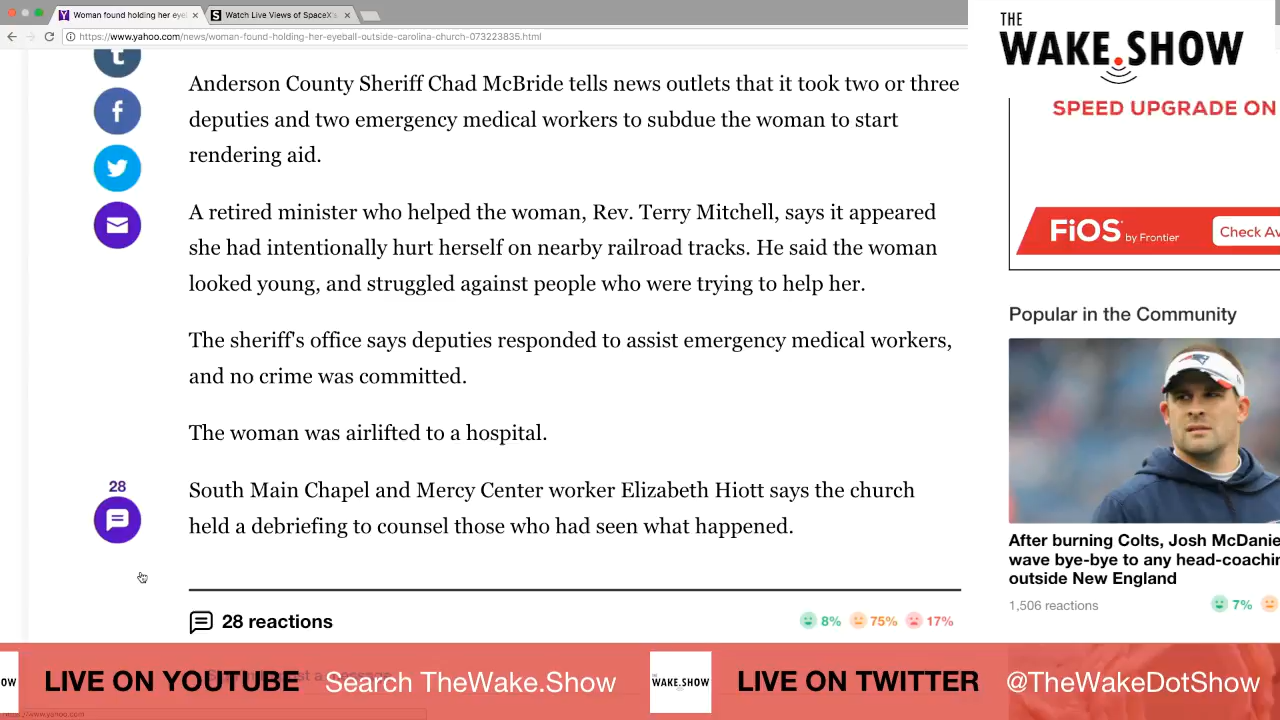 Woman found holding her eye
Watch Live Views of SpaceX's
https://www.yahoo.com/news/woman-found-holding-her-eyeball-outside-carolina-church-073223835.html
THE
WAKE.SHOW
Anderson County Sheriff Chad McBride tells news outlets that it took two or three
deputies and two emergency medical workers to subdue the woman to start
rendering aid.
A retired minister who helped the woman, Rev. Terry Mitchell, says it appeared
she had intentionally hurt herself on nearby railroad tracks. He said the woman
looked young, and struggled against people who were trying to help her.
The sheriff's office says deputies responded to assist emergency medical workers,
and no crime was committed.
The woman was airlifted to a hospital.
28
South Main Chapel and Mercy Center worker Elizabeth Hiott says the church
held a debriefing to counsel those who had seen what happened.
28 reactions
8% 75% 17%
SPEED UPGRADE ON
FiOS by Frontier
Check Av
Popular in the Community
After burning Colts, Josh McDanie
wave bye-bye to any head-coachin
outside New England
1,506 reactions
7%
LIVE ON YOUTUBE Search TheWake.Show
THE
WAKE.SHOW
LIVE ON TWITTER @TheWakeDotShow
https://www.yahoo.com